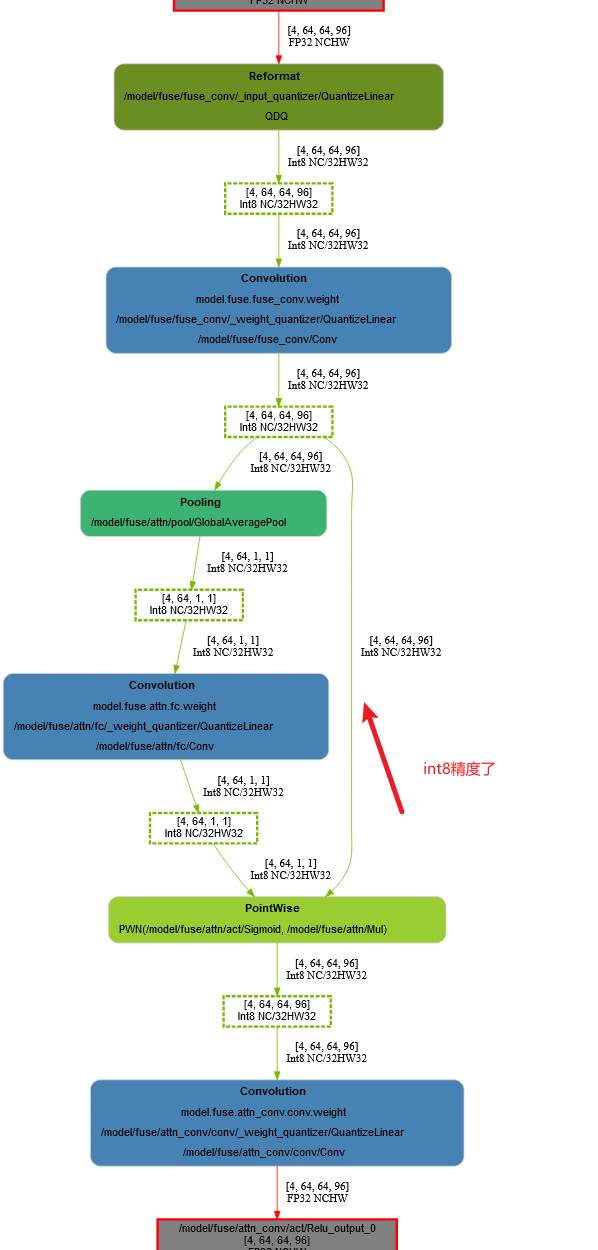 FP32 NCHW
[4, 64, 64, 96]
FP32 NCHW
Reformat
/model/fuse/fuse_conv/_input_quantizer/QuantizeLinear
QDQ
[4, 64, 64, 96]
Int8 NC/32HW32
[4, 64, 64, 96]
Int8 NC/32HW32
[4, 64, 64, 96]
Int8 NC/32HW32
Convolution
model.fuse.fuse_conv.weight
/model/fuse/fuse_conv/_weight_quantizer/QuantizeLinear
/model/fuse/fuse_conv/Conv
[4, 64, 64, 96]
Int8 NC/32HW32
[4, 64, 64, 96]
Int8 NC/32HW32
[4, 64, 64, 96]
Int8 NC/32HW32
Pooling
/model/fuse/attn/pool/GlobalAveragePool
[4, 64, 1, 1]
Int8 NC/32HW32
[4, 64, 1, 1]
Int8 NC/32HW32
[4, 64, 1, 1]
Int8 NC/32HW32
[4, 64, 64, 96]
Int8 NC/32HW32
Convolution
model.fuse.attn.fc.weight
/model/fuse/attn/fc/_weight_quantizer/QuantizeLinear
/model/fuse/attn/fc/Conv
int8精度了
[4, 64, 1, 1]
Int8 NC/32HW32
[4, 64, 1, 1]
Int8 NC/32HW32
[4, 64, 1, 1]
Int8 NC/32HW32
PointWise
PWN(/model/fuse/attn/act/Sigmoid, /model/fuse/attn/Mul)
[4, 64, 64, 96]
Int8 NC/32HW32
[4, 64, 64, 96]
Int8 NC/32HW32
[4, 64, 64, 96]
Int8 NC/32HW32
Convolution
model.fuse.attn_conv.conv.weight
/model/fuse/attn_conv/conv/_weight_quantizer/QuantizeLinear
/model/fuse/attn_conv/conv/Conv
[4, 64, 64, 96]
FP32 NCHW
/model/fuse/attn_conv/act/Relu_output_0
[4, 64, 64, 96]
FP32 NCHW